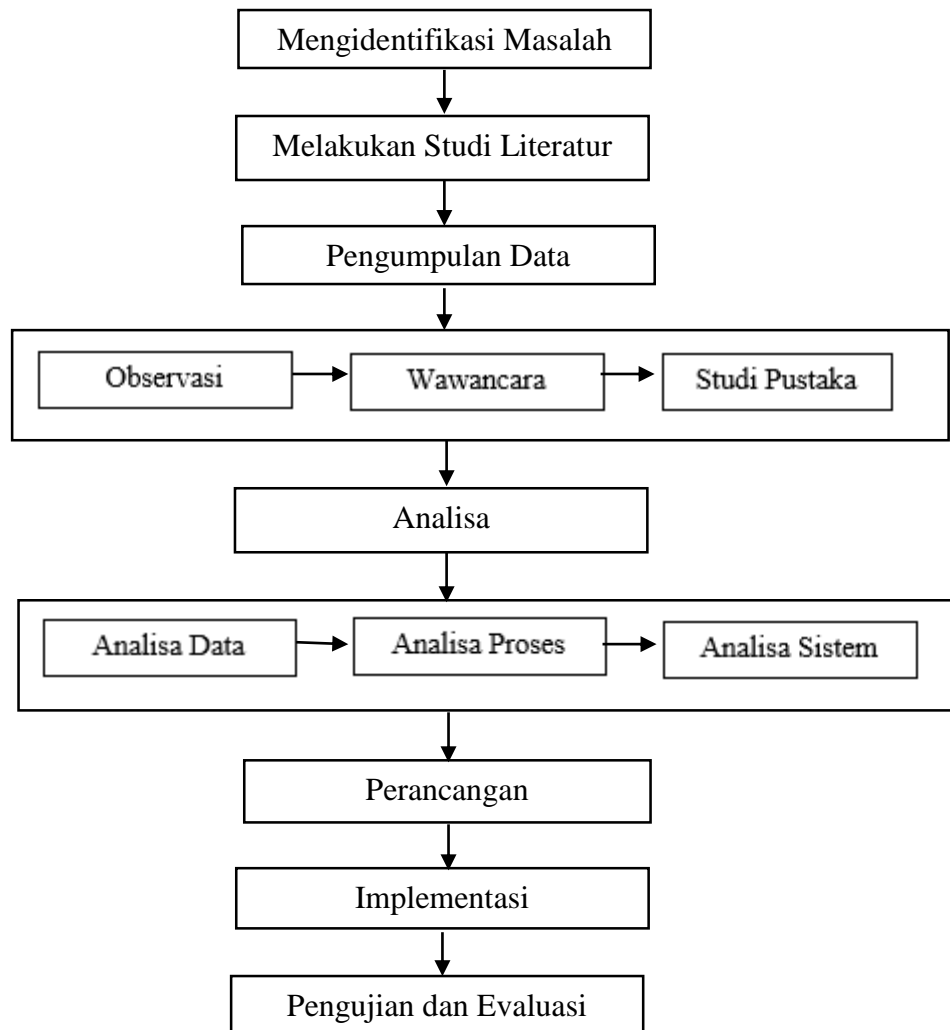 Mengidentifikasi Masalah
Melakukan Studi Literatur
Pengumpulan Data
Observasi
Wawancara
Studi Pustaka
Analisa
Analisa Data
Analisa Proses
Analisa Sistem
Perancangan
Implementasi
Pengujian dan Evaluasi